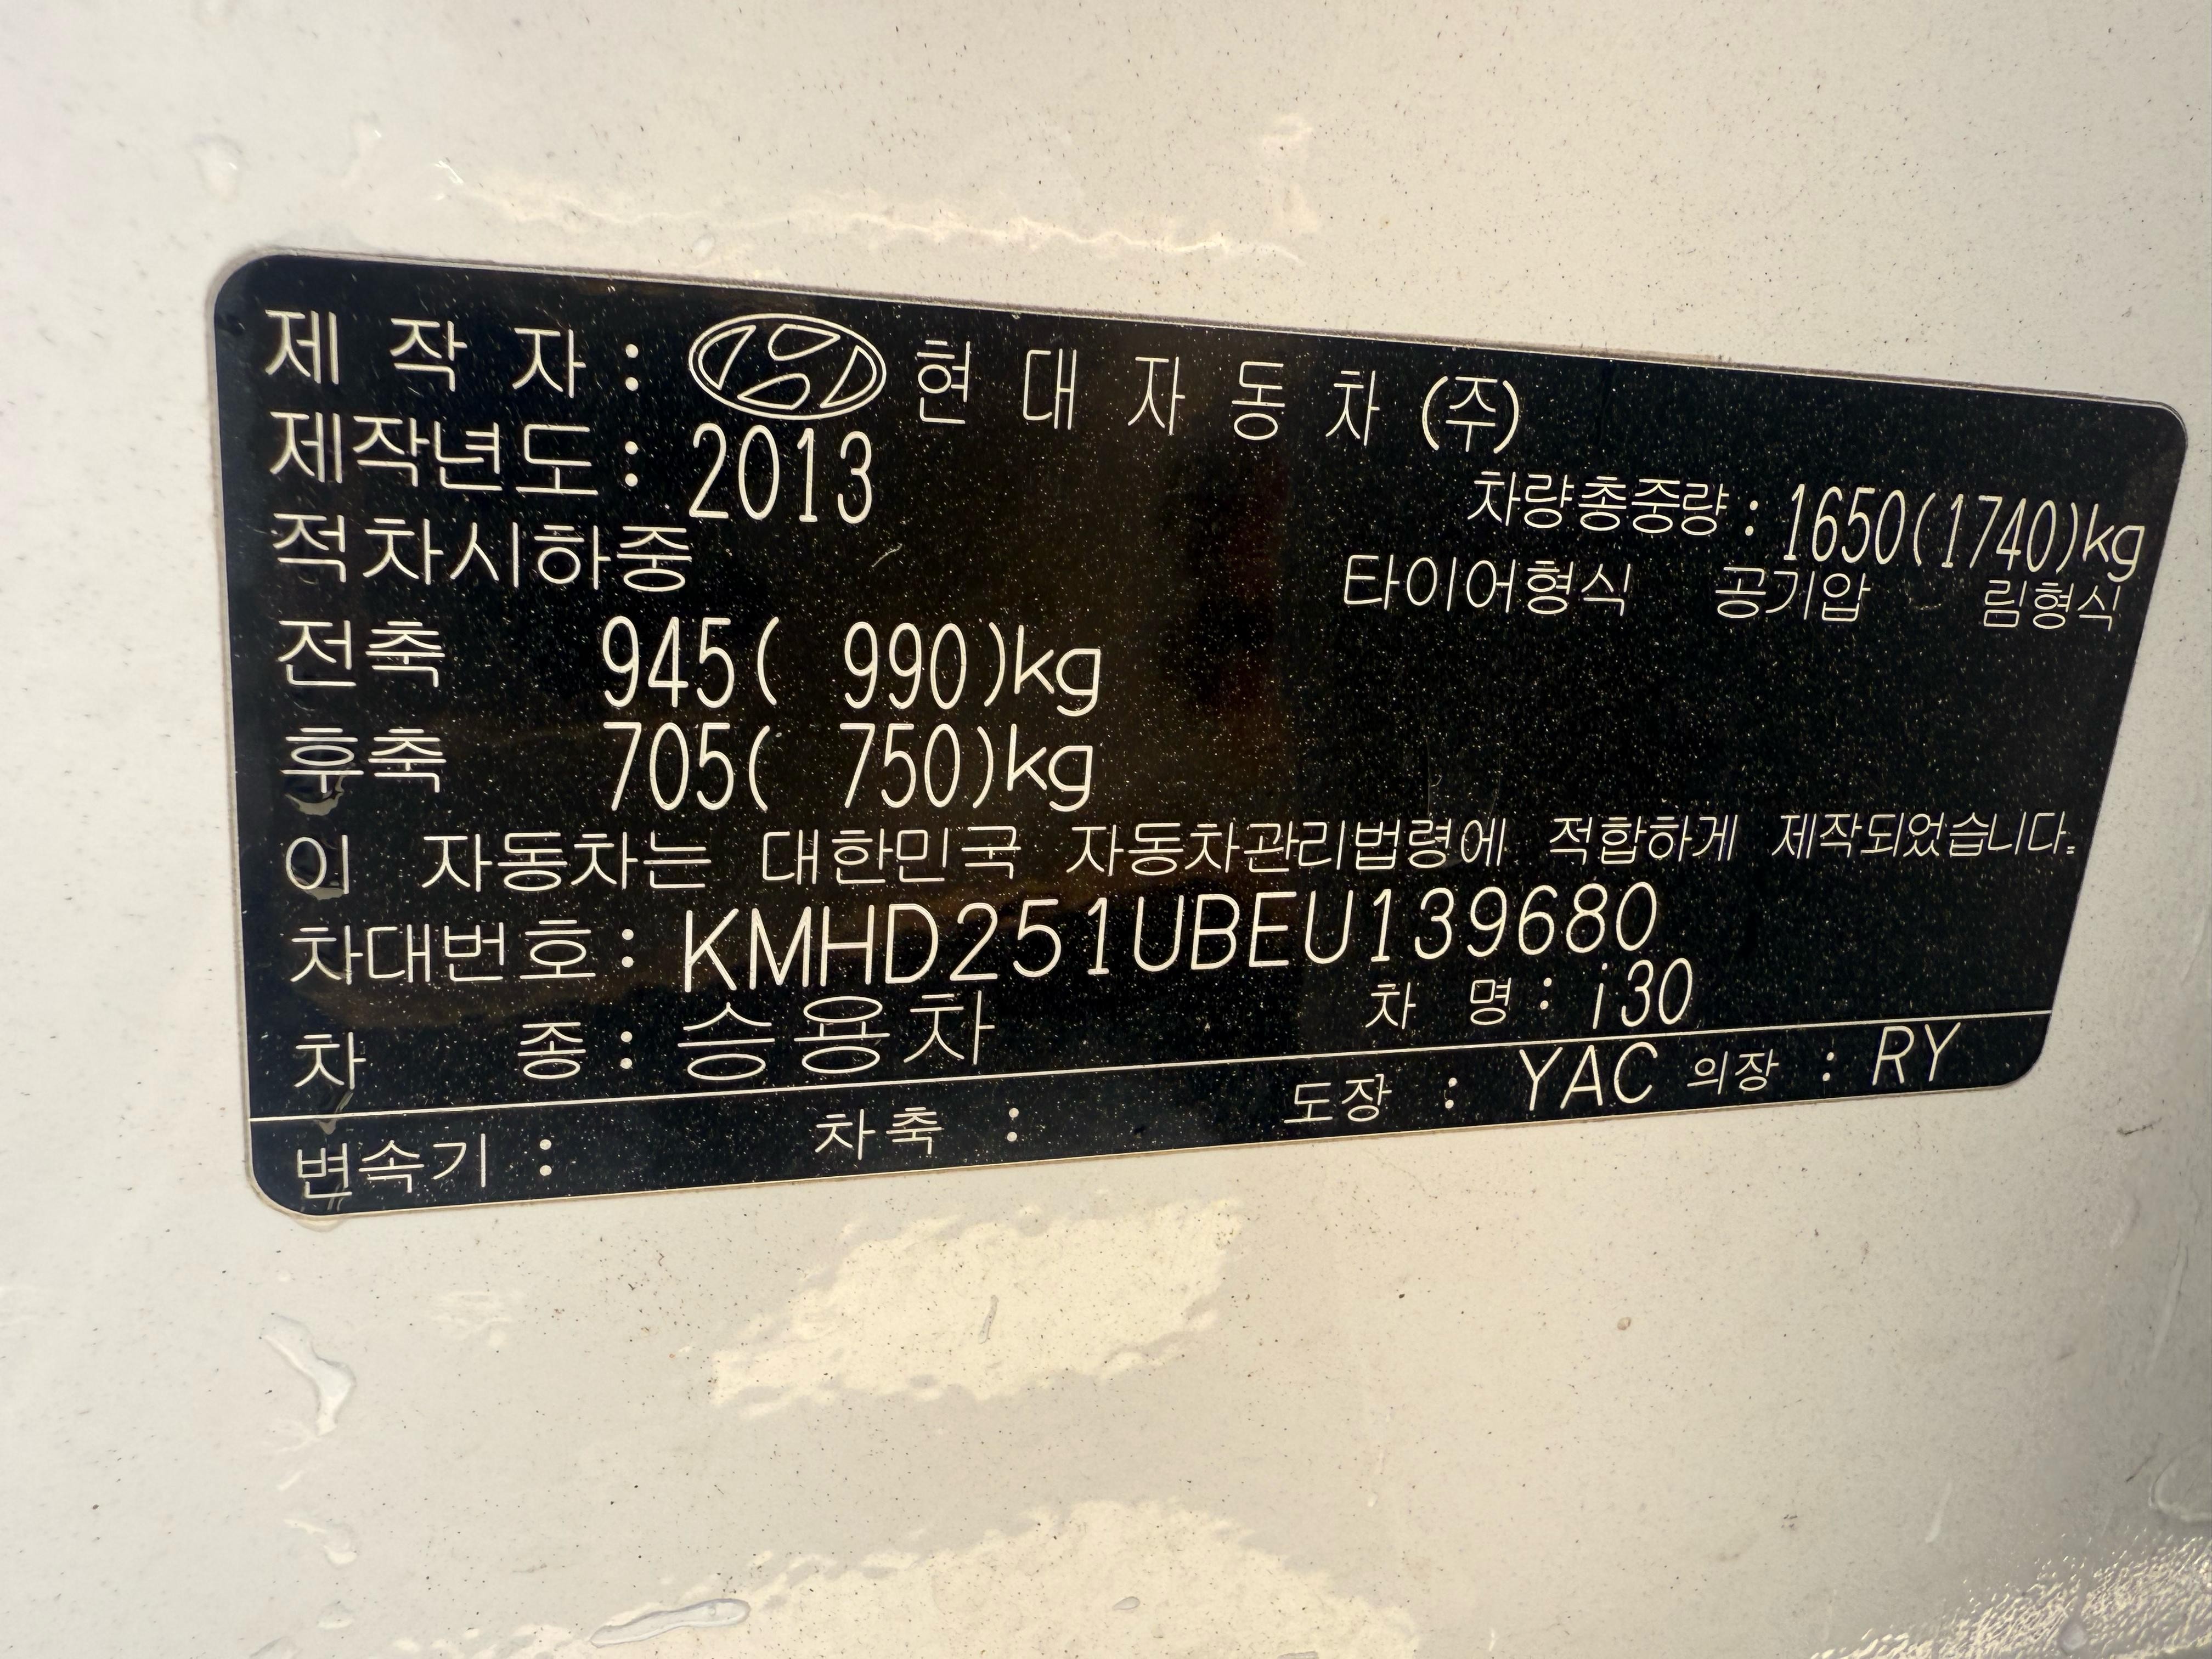 제 작 자 : 현 대 자 동 차 (주)
제작년도 : 2013
차량총중량 : 1650(1740)kg
적차시하중
타이어형식 공기압 림형식
전축 945( 990)kg
후축 705( 750)kg
이 자동차는 대한민국 자동차관리법령에 적합하게 제작되었습니다.
차대번호 : KMHD251UBEU139680
차 종 : 승용차 차 명 : i30
변속기 : 차축 : 도장 : YAC 의장 : RY